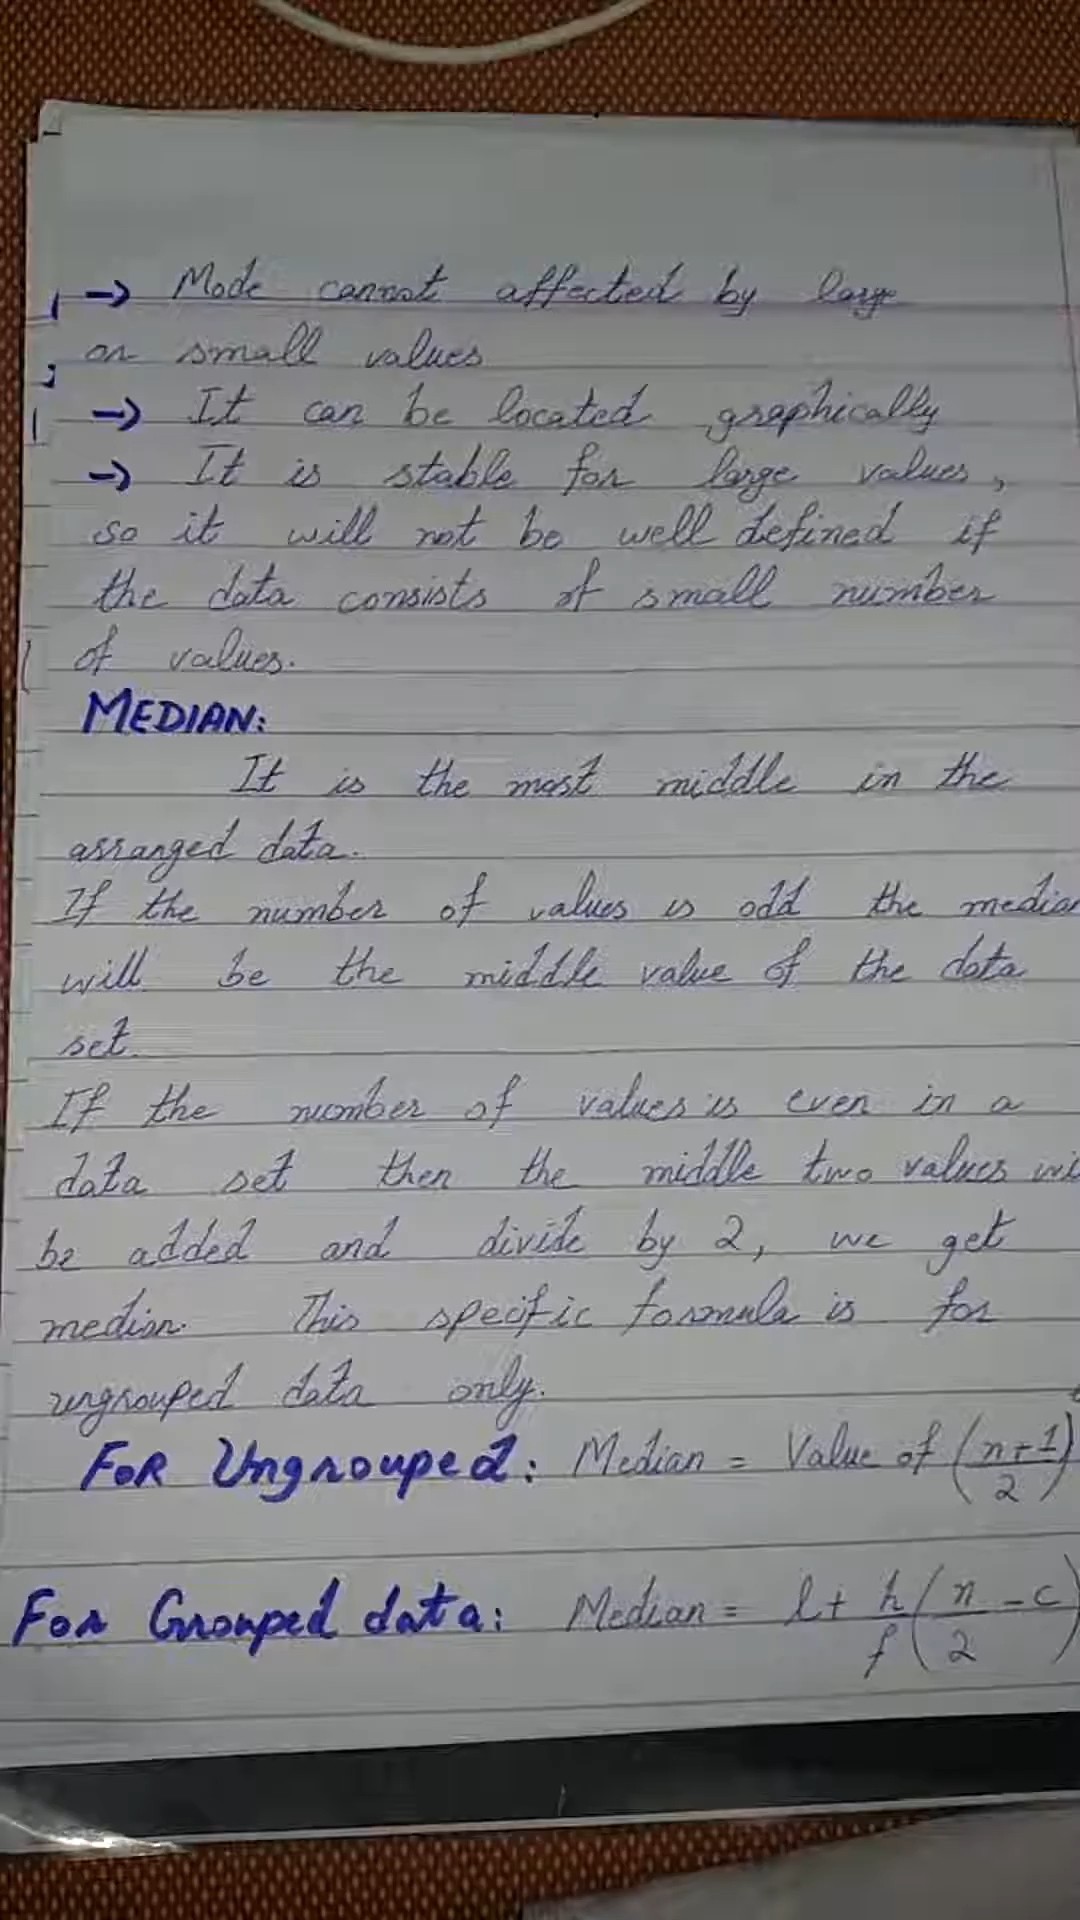 → Mode cannot affected by large
or small values
→ It can be located graphically
→ It is stable for large values,
so it will not be well defined if
the data consists of small number
of values.
MEDIAN:
It is the most middle in the
arranged data.
If the number of values is odd the median
will be the middle value of the data
set.
If the number of values is even in a
data set then the middle two values
be added and divide by 2, we get
median. This specific formula is for
ungrouped data only.
FOR Ungrouped: Median = Value of (n+1/2)
For Grouped data: Median = l + h/f (n/2 - c)